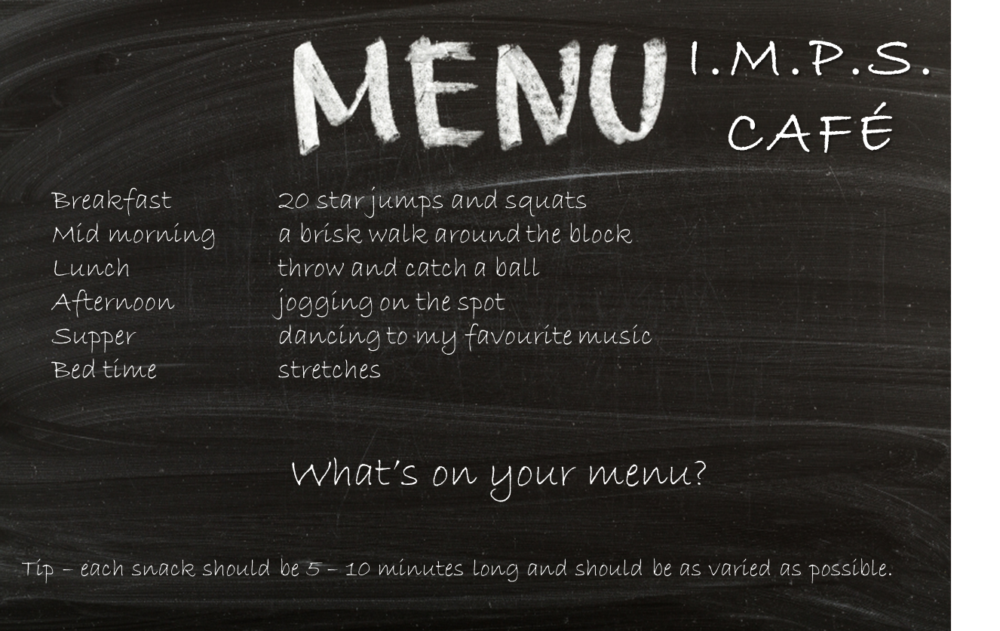 MENU
I.M.P.S.
CAFÉ
Breakfast 20 star jumps and squats
Mid morning a brisk walk around the block
Lunch throw and catch a ball
Afternoon jogging on the spot
Supper dancing to my favourite music
Bed time stretches
What's on your menu?
Tip – each snack should be 5 – 10 minutes long and should be as varied as possible.